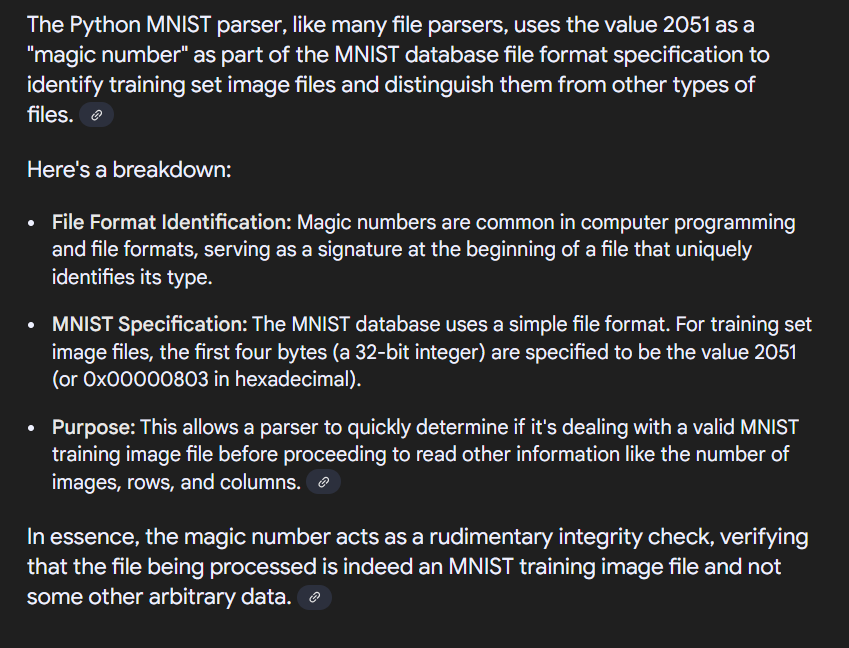 The Python MNIST parser, like many file parsers, uses the value 2051 as a
"magic number" as part of the MNIST database file format specification to
identify training set image files and distinguish them from other types of
files.
Here's a breakdown:
• File Format Identification: Magic numbers are common in computer programming
and file formats, serving as a signature at the beginning of a file that uniquely
identifies its type.
• MNIST Specification: The MNIST database uses a simple file format. For training set
image files, the first four bytes (a 32-bit integer) are specified to be the value 2051
(or 0x00000803 in hexadecimal).
• Purpose: This allows a parser to quickly determine if it's dealing with a valid MNIST
training image file before proceeding to read other information like the number of
images, rows, and columns.
In essence, the magic number acts as a rudimentary integrity check, verifying
that the file being processed is indeed an MNIST training image file and not
some other arbitrary data.